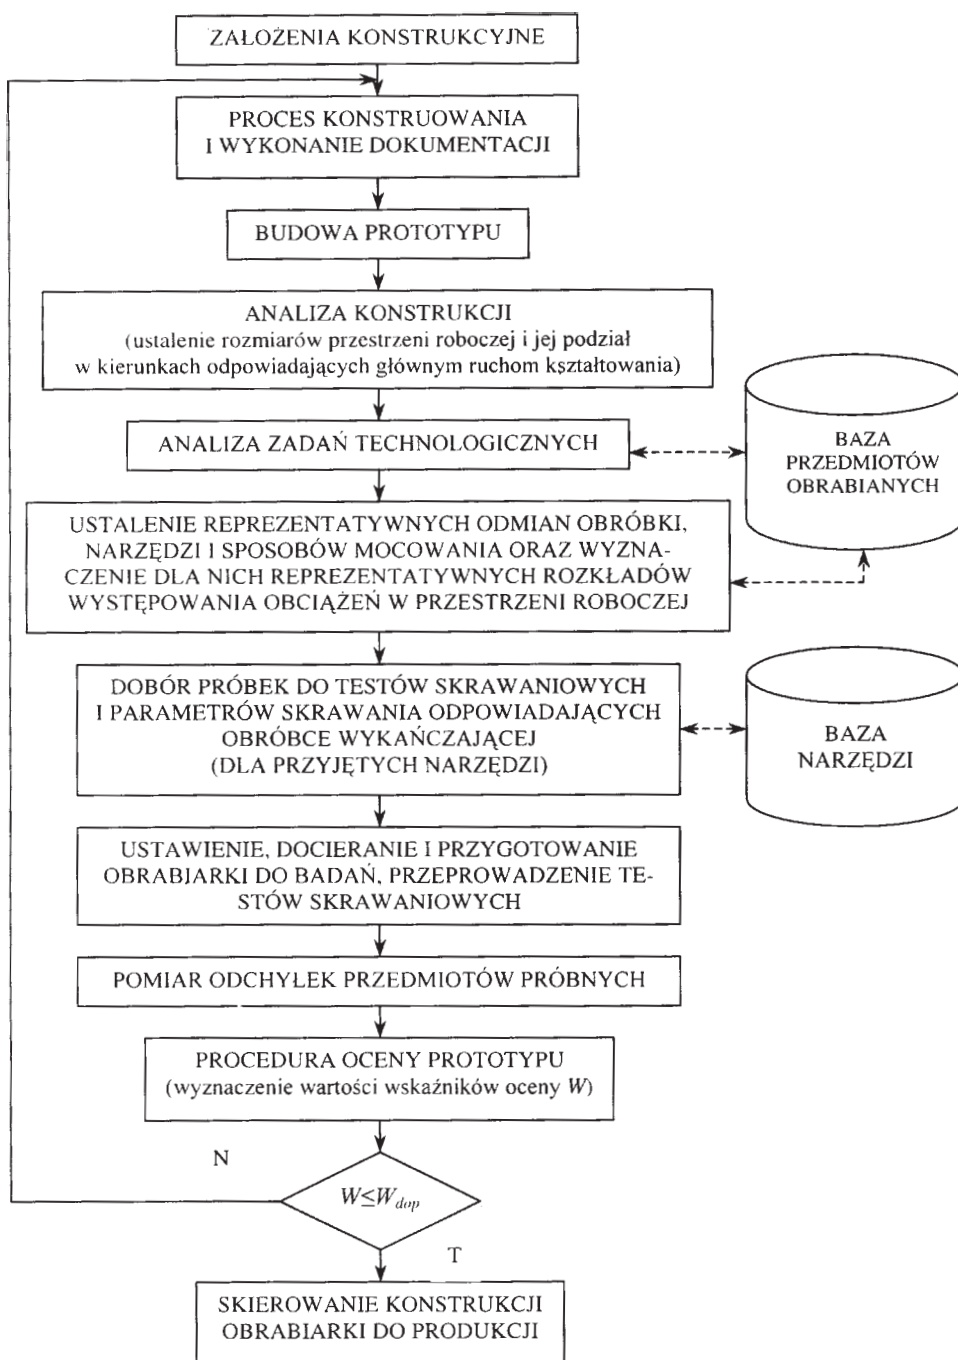 ZAŁOŻENIA KONSTRUKCYJNE
PROCES KONSTRUOWANIA
I WYKONANIE DOKUMENTACJI
BUDOWA PROTOTYPU
ANALIZA KONSTRUKCJI
(ustalenie rozmiarów przestrzeni roboczej i jej podział
w kierunkach odpowiadających głównym ruchom kształtowania)
ANALIZA ZADAŃ TECHNOLOGICZNYCH
BAZA
PRZEDMIOTÓW
OBRABIANYCH
USTALENIE REPREZENTATYWNYCH ODMIAN OBRÓBKI,
NARZĘDZI I SPOSOBÓW MOCOWANIA ORAZ WYZNA-
CZENIE DLA NICH REPREZENTATYWNYCH ROZKŁADÓW
WYSTĘPOWANIA OBCIĄŻEŃ W PRZESTRZENI ROBOCZEJ
DOBÓR PRÓBEK DO TESTÓW SKRAWANIOWYCH
I PARAMETRÓW SKRAWANIA ODPOWIADAJĄCYCH
OBRÓBCE WYKAŃCZAJĄCEJ
(DLA PRZYJĘTYCH NARZĘDZI)
BAZA
NARZĘDZI
USTAWIENIE, DOCIERANIE I PRZYGOTOWANIE
OBRABIARKI DO BADAŃ, PRZEPROWADZENIE TE-
STÓW SKRAWANIOWYCH
POMIAR ODCHYŁEK PRZEDMIOTÓW PRÓBNYCH
PROCEDURA OCENY PROTOTYPU
(wyznaczenie wartości wskaźników oceny W)
N
W≤W_dop
T
SKIEROWANIE KONSTRUKCJI
OBRABIARKI DO PRODUKCJI